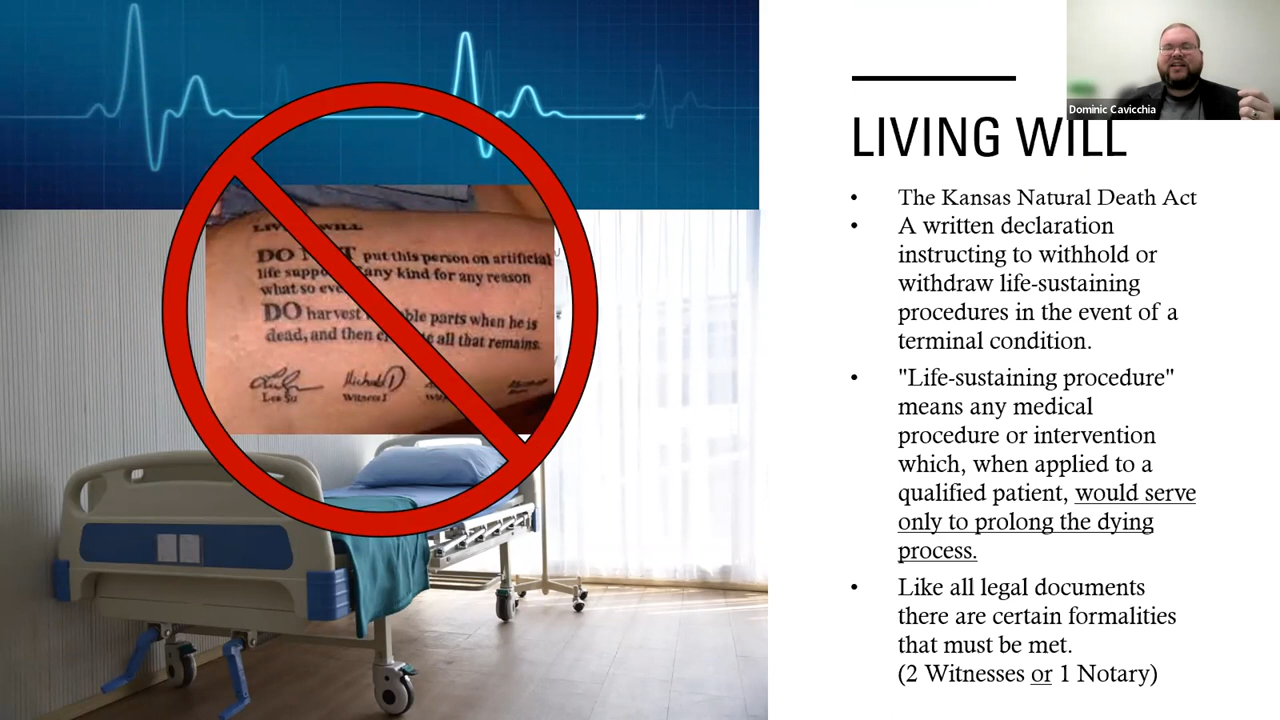 Dominic Cavicchia
LIVING WILL
• The Kansas Natural Death Act
• A written declaration
instructing to withhold or
withdraw life-sustaining
procedures in the event of a
terminal condition.
• "Life-sustaining procedure"
means any medical
procedure or intervention
which, when applied to a
qualified patient, would serve
only to prolong the dying
process.
• Like all legal documents
there are certain formalities
that must be met.
(2 Witnesses or 1 Notary)
WILL
DO put this person on artificial
life any kind for any reason
what so
DO harvest parts when he is
dead, and then all that remains.